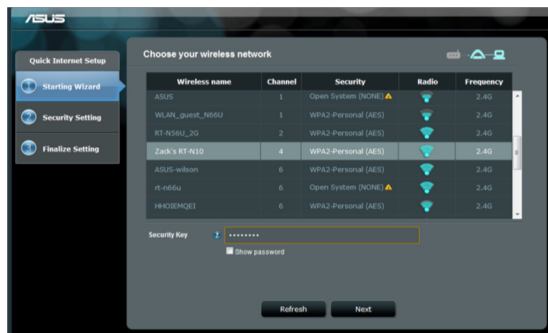 ASUS
Quick Internet Setup
1 Starting Wizard
2 Security Setting
3 Finalize Setting
Choose your wireless network
Wireless name Channel Security Radio Frequency
ASUS 1 Open System (NONE) 2.4G
WLAN_guest_N66U 1 WPA2-Personal (AES) 2.4G
RT-N56U_2G 2 WPA2-Personal (AES) 2.4G
Zack's RT-N10 4 WPA2-Personal (AES) 2.4G
ASUS-wilson 6 WPA2-Personal (AES) 2.4G
rt-n66u 6 Open System (NONE) 2.4G
HHOIEMQEI 6 WPA2-Personal (AES) 2.4G
Security Key ? ••••••••
Show password
Refresh Next